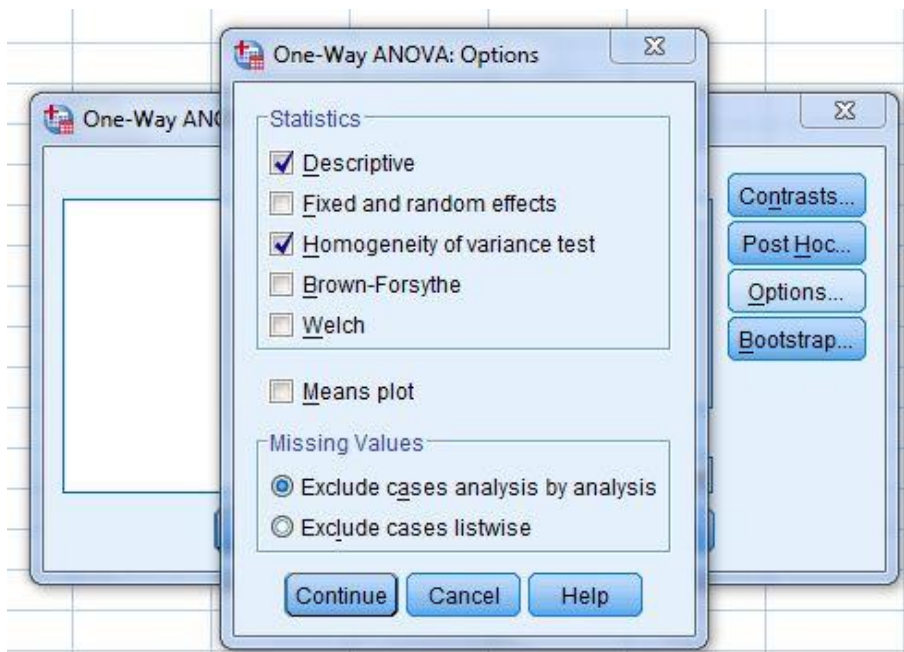 One-Way ANOVA: Options
One-Way AN
Statistics
Descriptive
Fixed and random effects
Homogeneity of variance test
Brown-Forsythe
Welch
Means plot
Missing Values
Exclude cases analysis by analysis
Exclude cases listwise
Continue Cancel Help
Contrasts...
Post Hoc...
Options...
Bootstrap...